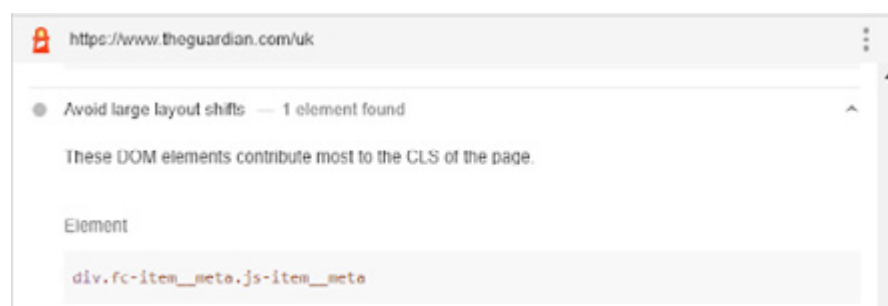 https://www.theguardian.com/uk
Avoid large layout shifts — 1 element found
These DOM elements contribute most to the CLS of the page.
Element
div.fc-item__meta.js-item__meta